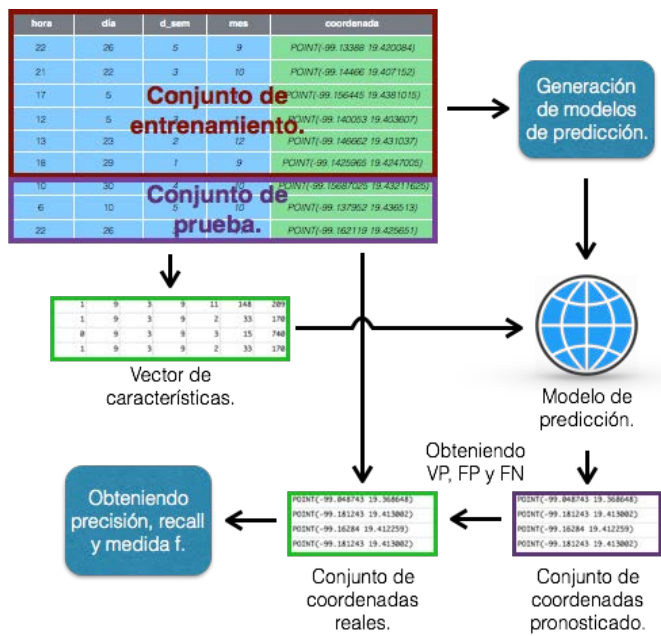 hora día d_sem mes coordenada
22 26 5 9 POINT(-99.13388 19.420084)
21 22 3 10 POINT(-99.14466 19.407152)
17 5 POINT(-99.156445 19.4381015)
12 5 POINT(-99.140053 19.403607)
13 23 2 12 POINT(-99.146662 19.431037)
18 29 1 9 POINT(-99.1425965 19.4247005)
10 30 4 10 POINT(-99.15687025 19.43211625)
6 10 5 10 POINT(-99.137952 19.436513)
22 26 POINT(-99.162119 19.425651)
Conjunto de
entrenamiento.
Conjunto de
prueba.
Generación
de modelos
de predicción.
1 9 3 9 11 148 209
1 9 3 9 2 33 170
0 9 3 9 3 15 740
1 9 3 9 2 33 170
Vector de
características.
Modelo de
predicción.
Obteniendo
VP, FP y FN
Obteniendo
precisión, recall
y medida f.
POINT(-99.048743 19.368648)
POINT(-99.181243 19.413002)
POINT(-99.16284 19.412259)
POINT(-99.181243 19.413002)
Conjunto de
coordenadas
reales.
POINT(-99.048743 19.368648)
POINT(-99.181243 19.413002)
POINT(-99.16284 19.412259)
POINT(-99.181243 19.413002)
Conjunto de
coordenadas
pronosticado.